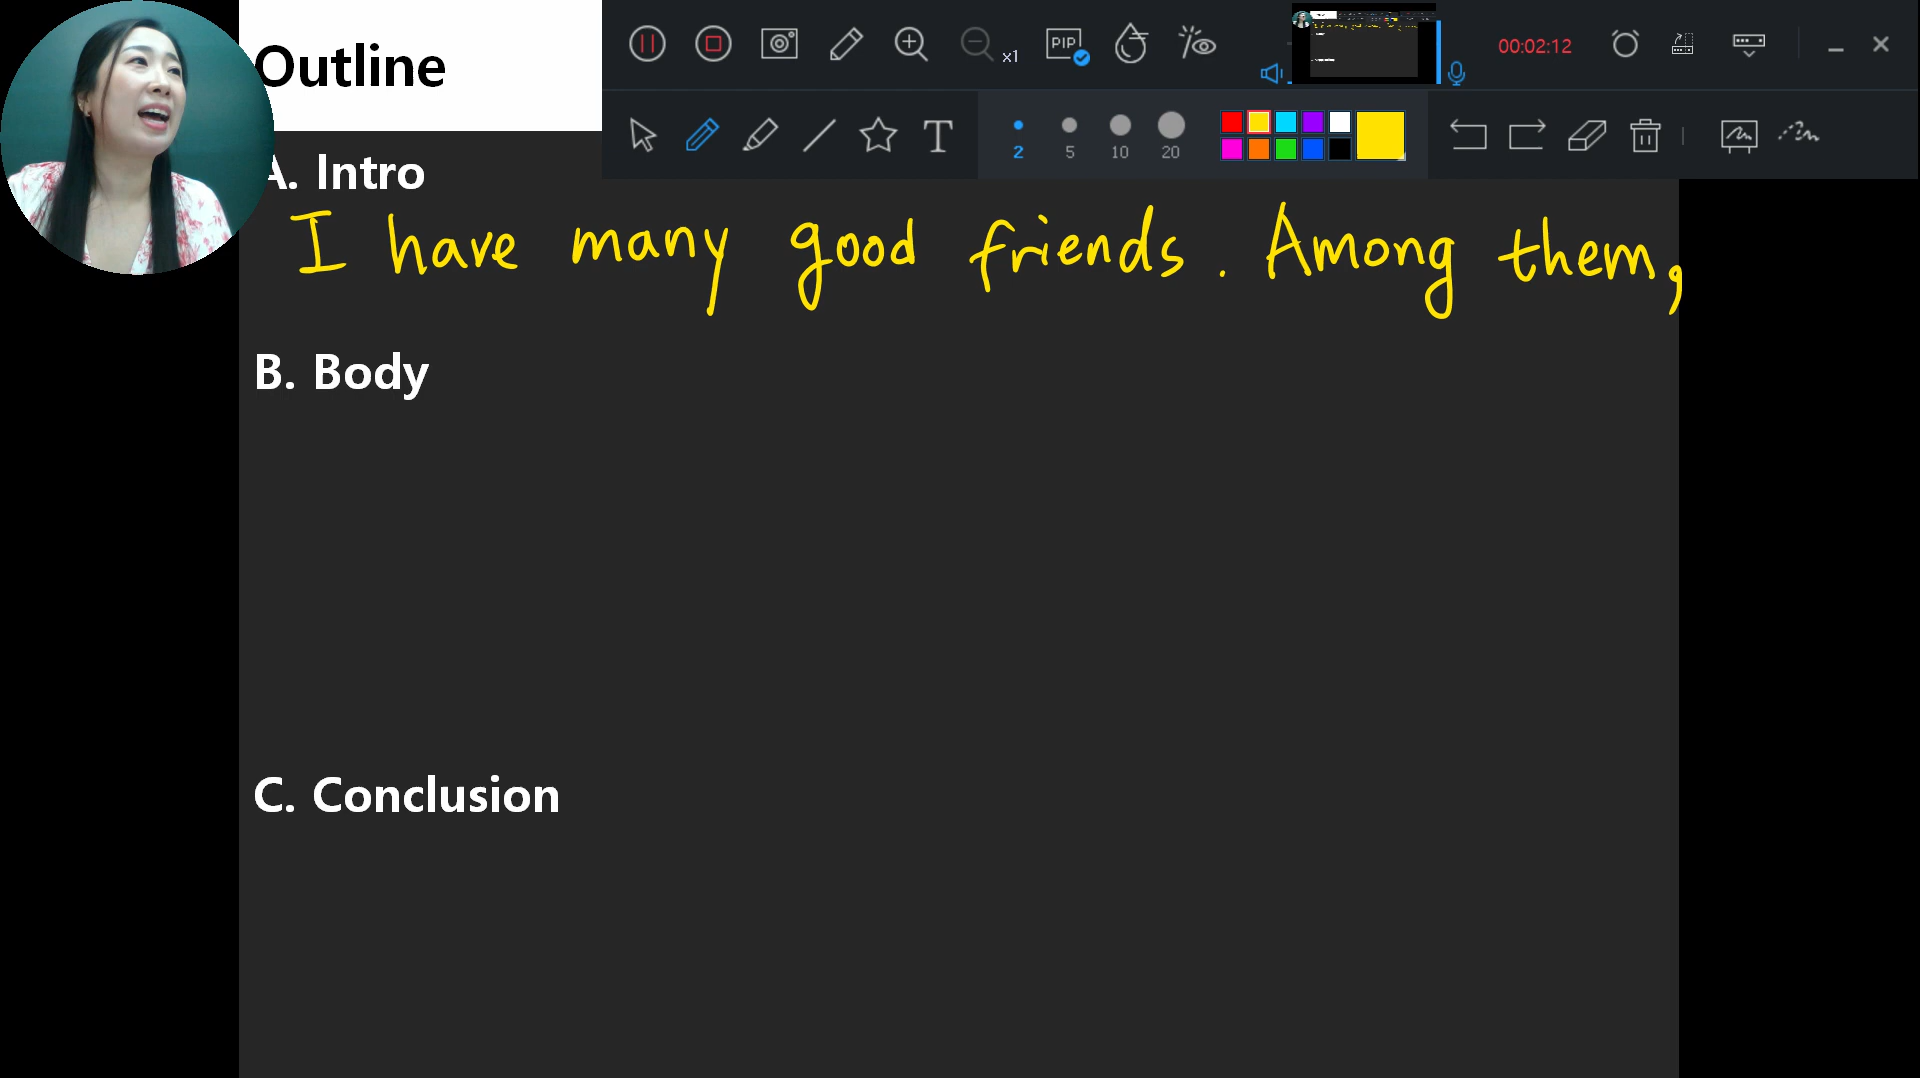 Outline
x1
PIP
00:02:12
T
2 5 10 20
A. Intro
I have many good friends. Among them,
B. Body
C. Conclusion